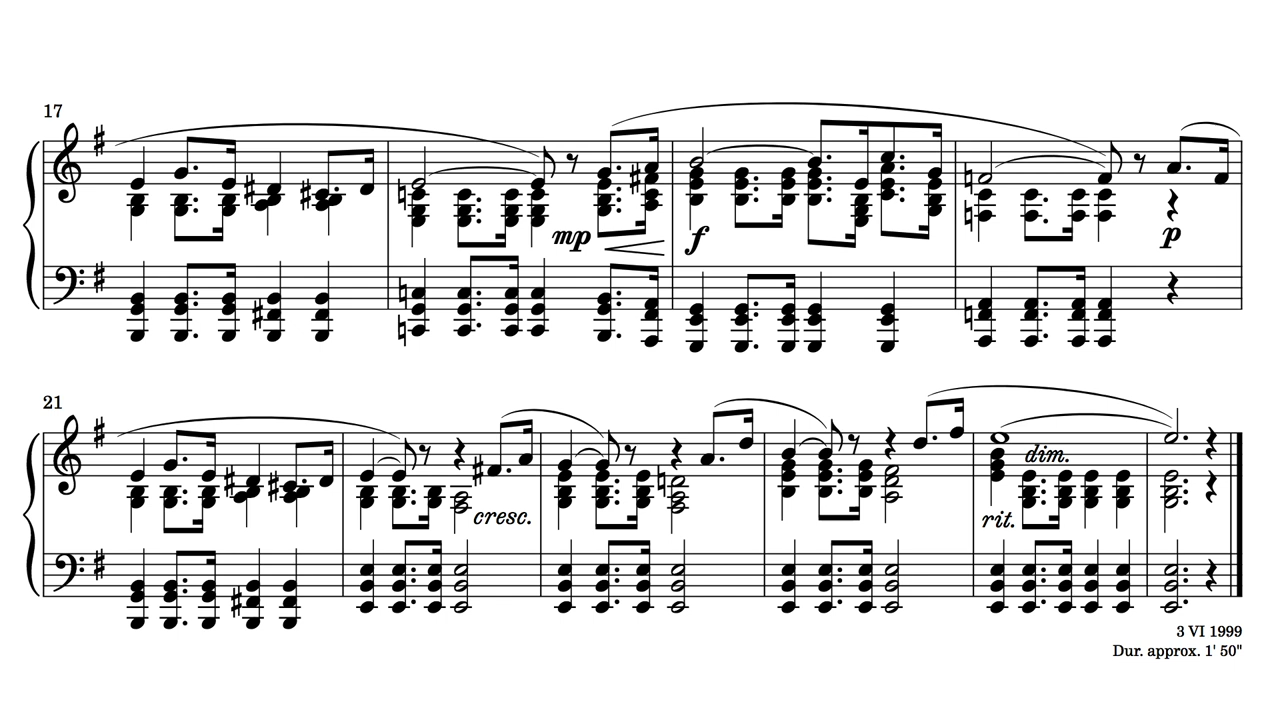 17
mp
f
p
21
cresc.
rit.
dim.
3 VI 1999
Dur. approx. 1' 50"